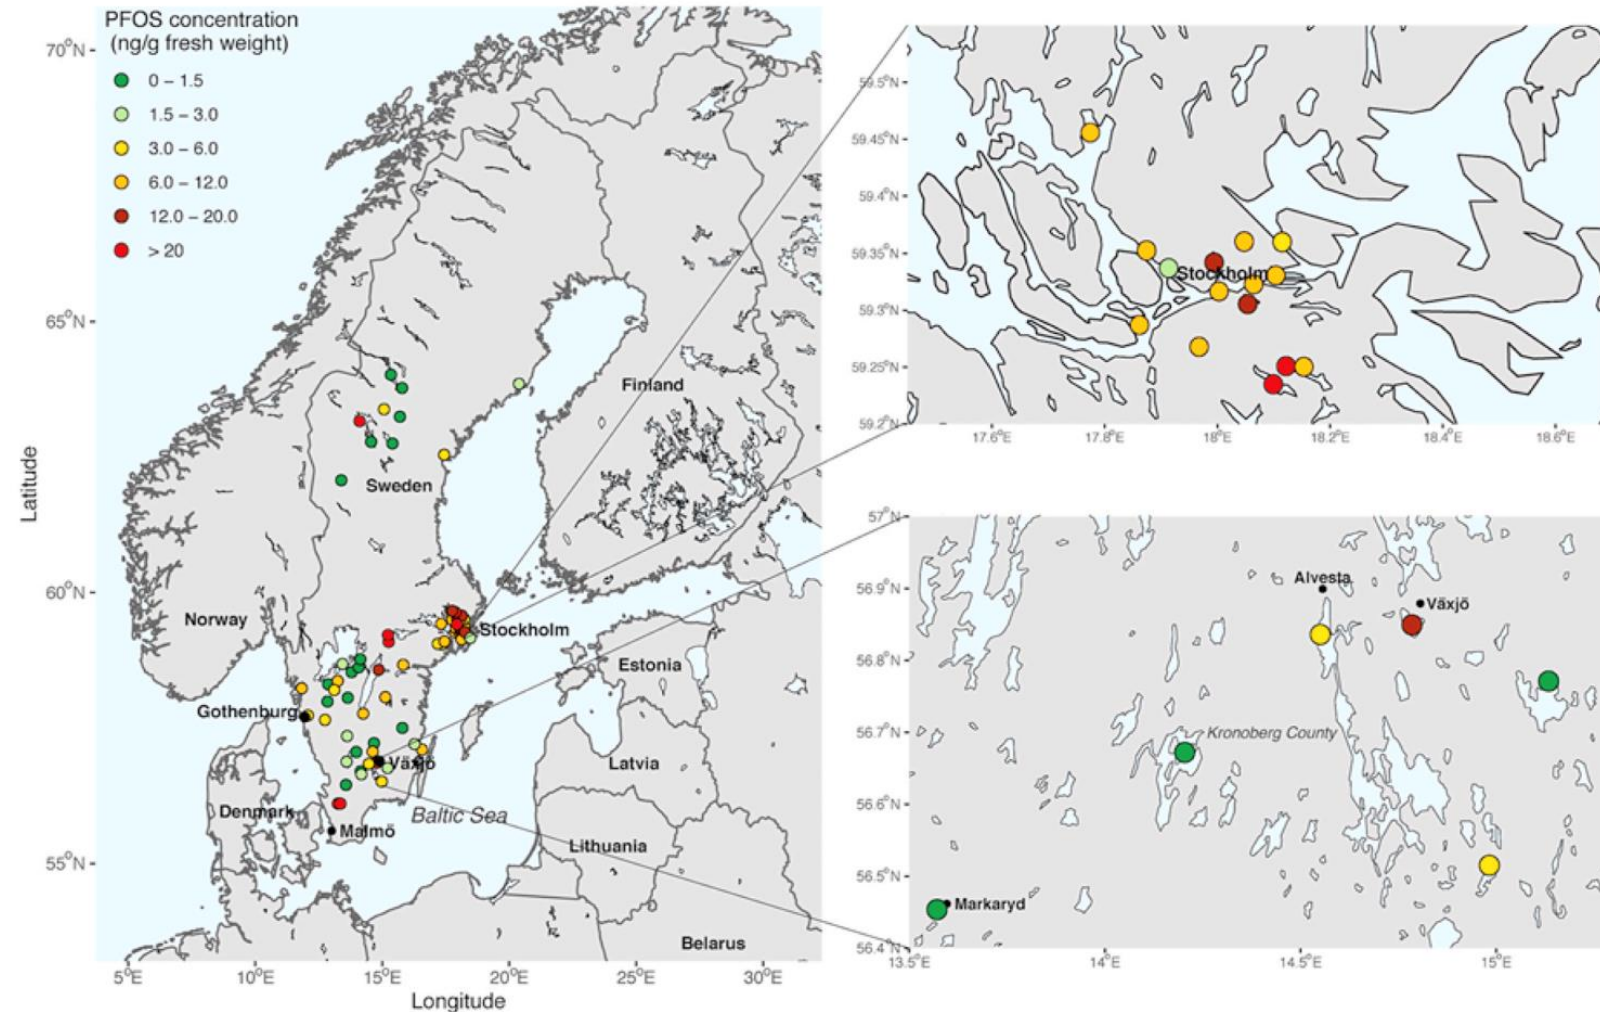 PFOS concentration
(ng/g fresh weight)
0 – 1.5
1.5 – 3.0
3.0 – 6.0
6.0 – 12.0
12.0 – 20.0
> 20
70°N
65°N
60°N
55°N
Latitude
5°E
10°E
15°E
20°E
25°E
30°E
Longitude
Finland
Sweden
Norway
Stockholm
Estonia
Gothenburg
Växjö
Latvia
Denmark
Baltic Sea
Malmö
Lithuania
Belarus
59.5°N
59.45°N
59.4°N
59.35°N
59.3°N
59.25°N
59.2°N
Stockholm
17.6°E
17.8°E
18°E
18.2°E
18.4°E
18.6°E
57°N
56.9°N
56.8°N
56.7°N
56.6°N
56.5°N
56.4°N
Alvesta
Växjö
Kronoberg County
Markaryd
13.5°E
14°E
14.5°E
15°E